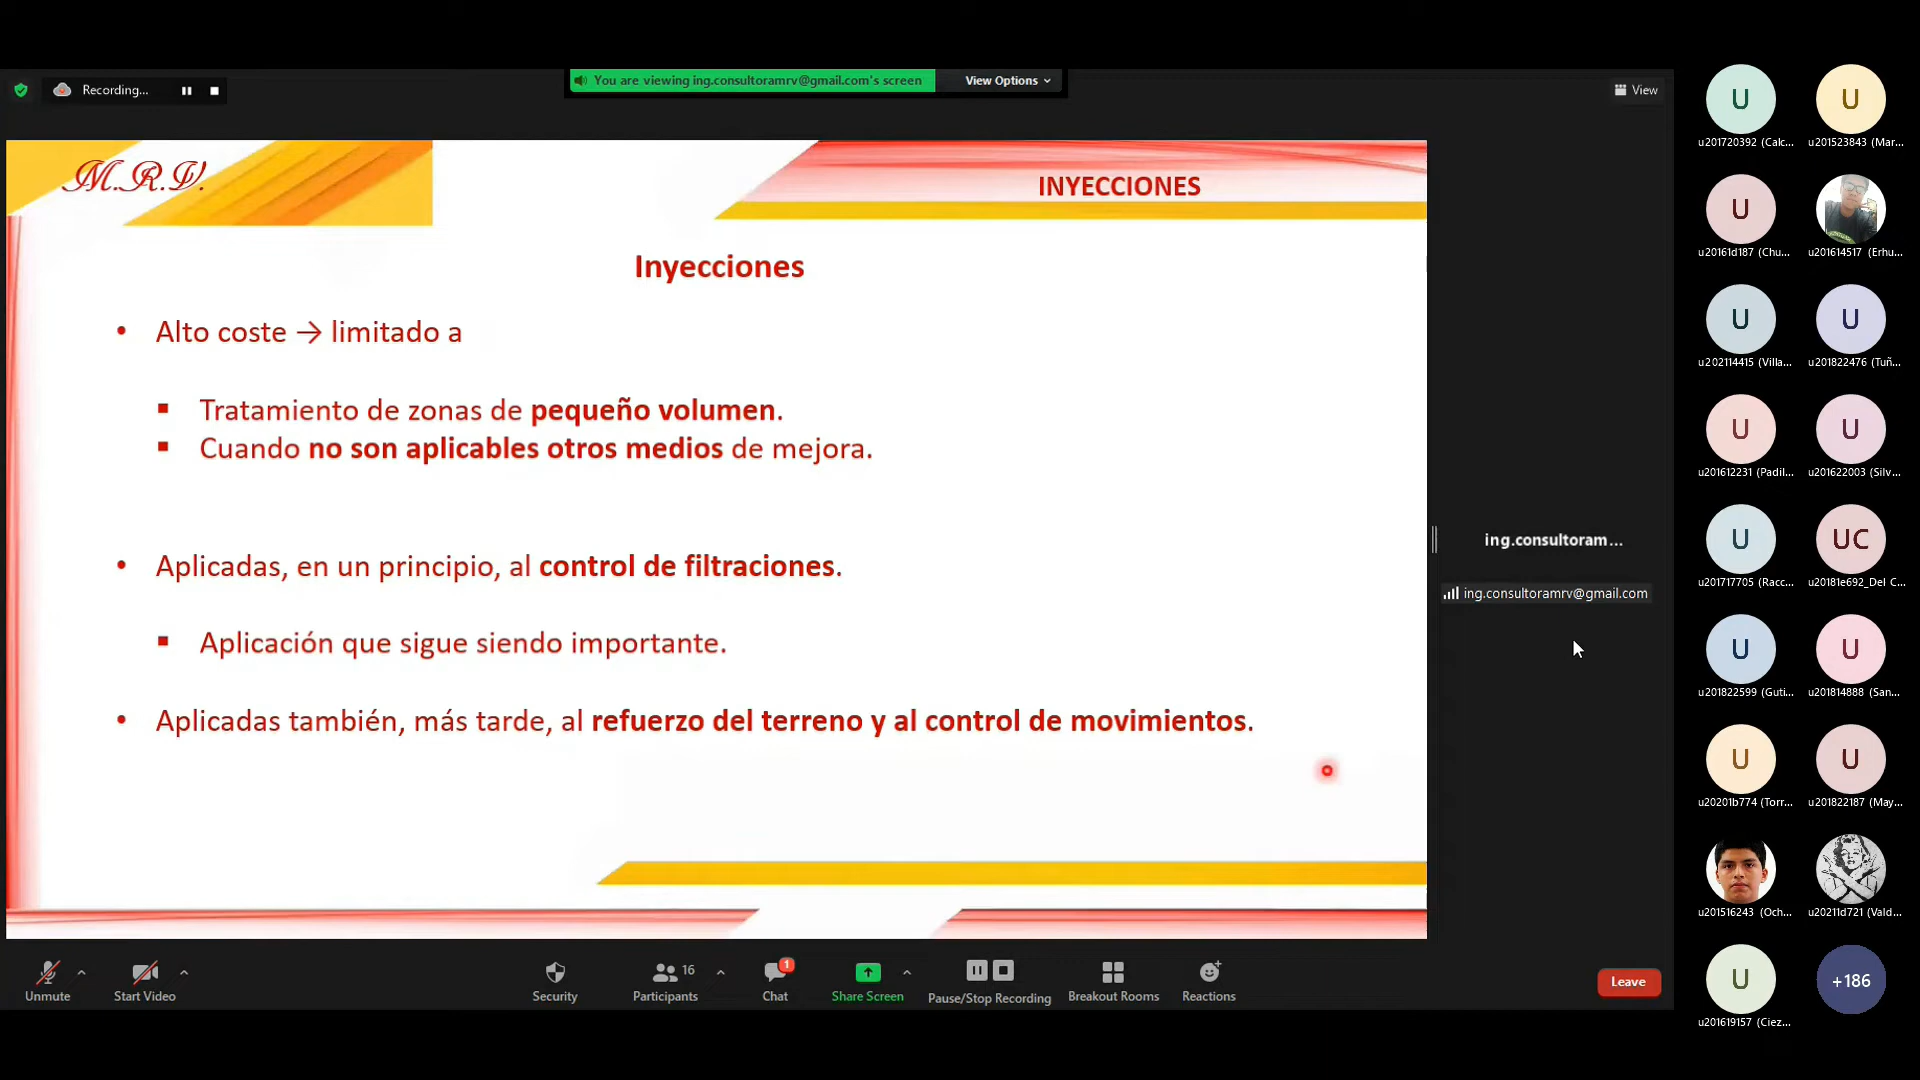 Recording...
You are viewing ing.consultoramrv@gmail.com's screen
View Options
View
M.R.V.
INYECCIONES
Inyecciones
• Alto coste → limitado a
▪ Tratamiento de zonas de pequeño volumen.
▪ Cuando no son aplicables otros medios de mejora.
• Aplicadas, en un principio, al control de filtraciones.
▪ Aplicación que sigue siendo importante.
• Aplicadas también, más tarde, al refuerzo del terreno y al control de movimientos.
ing.consultoram...
ing.consultoramrv@gmail.com
Unmute
Start Video
Security
16
Participants
1
Chat
Share Screen
Pause/Stop Recording
Breakout Rooms
Reactions
Leave
U U
u201720392 (Calc... u201523843 (Mar...
U
u20161d187 (Chu... u201614517 (Erhu...
U U
u202114415 (Villa... u201822476 (Tuñ...
U U
u201612231 (Padil... u201622003 (Silv...
U UC
u201717705 (Racc... u20181e692_Del C...
U U
u201822599 (Guti... u201814888 (San...
U U
u20201b774 (Torr... u201822187 (May...
u201516243 (Och... u20211d721 (Vald...
U +186
u201619157 (Ciez...